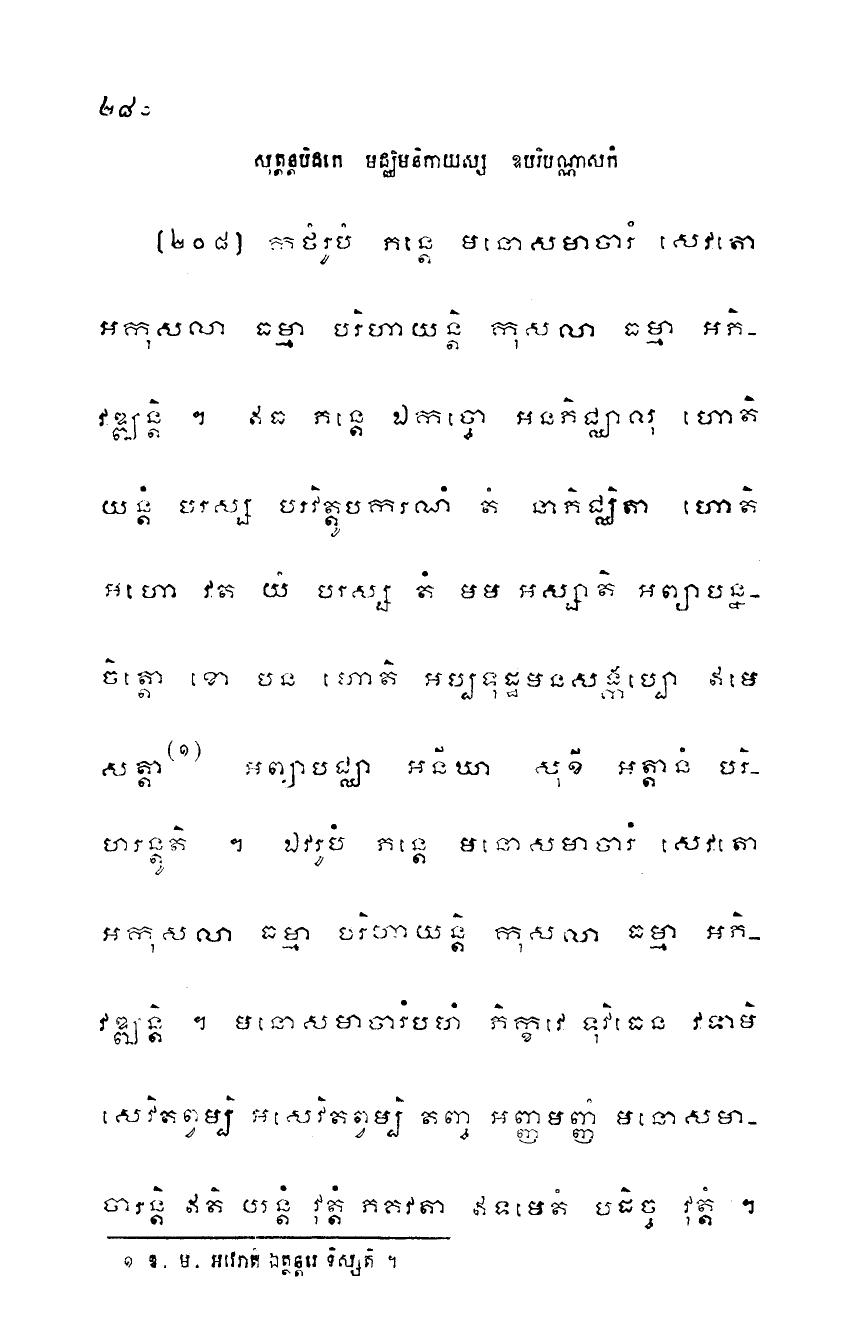 ២៨០
សុត្តន្តបិដកេ មជ្ឈិមនិកាយស្ស ឧបរិបណ្ណាសកំ
[២០៨] កថំរូបំ ភន្តេ មនោសមាចារំ សេវតោ
អកុសលា ធម្មា បរិហាយន្តិ កុសលា ធម្មា អភិ-
វឌ្ឍន្តិ ។ ឥធ ភន្តេ ឯកច្ចោ អនភិជ្ឈាលុ ហោតិ
យន្តំ បរស្ស បរវិត្តូបករណំ តំ នាភិជ្ឈិតា ហោតិ
អហោ វត យំ បរស្ស តំ មម អស្សាតិ អព្យាបន្ន-
ចិត្តោ ខោ បន ហោតិ អប្បទុដ្ឋមនសង្កប្បោ ឥមេ
សត្តា(១) អព្យាបជ្ឈា អនីឃា សុខី អត្តានំ បរិ-
ហរន្តូតិ ។ ឯវរូបំ ភន្តេ មនោសមាចារំ សេវតោ
អកុសលា ធម្មា បរិហាយន្តិ កុសលា ធម្មា អភិ-
វឌ្ឍន្តិ ។ មនោសមាចារំបហំ ភិក្ខវេ ទុវិធេន វទាមិ
សេវិតព្វម្បិ អសេវិតព្វម្បិ តញ្ច អញ្ញមញ្ញំ មនោសមា-
ចារន្តិ ឥតិ យន្តំ វុត្តំ ភគវតា ឥទមេតំ បដិច្ច វុត្តំ ។
១ ឱ. ម. អវេរាតិ ឯត្ថន្តរេ ទិស្សតិ ។